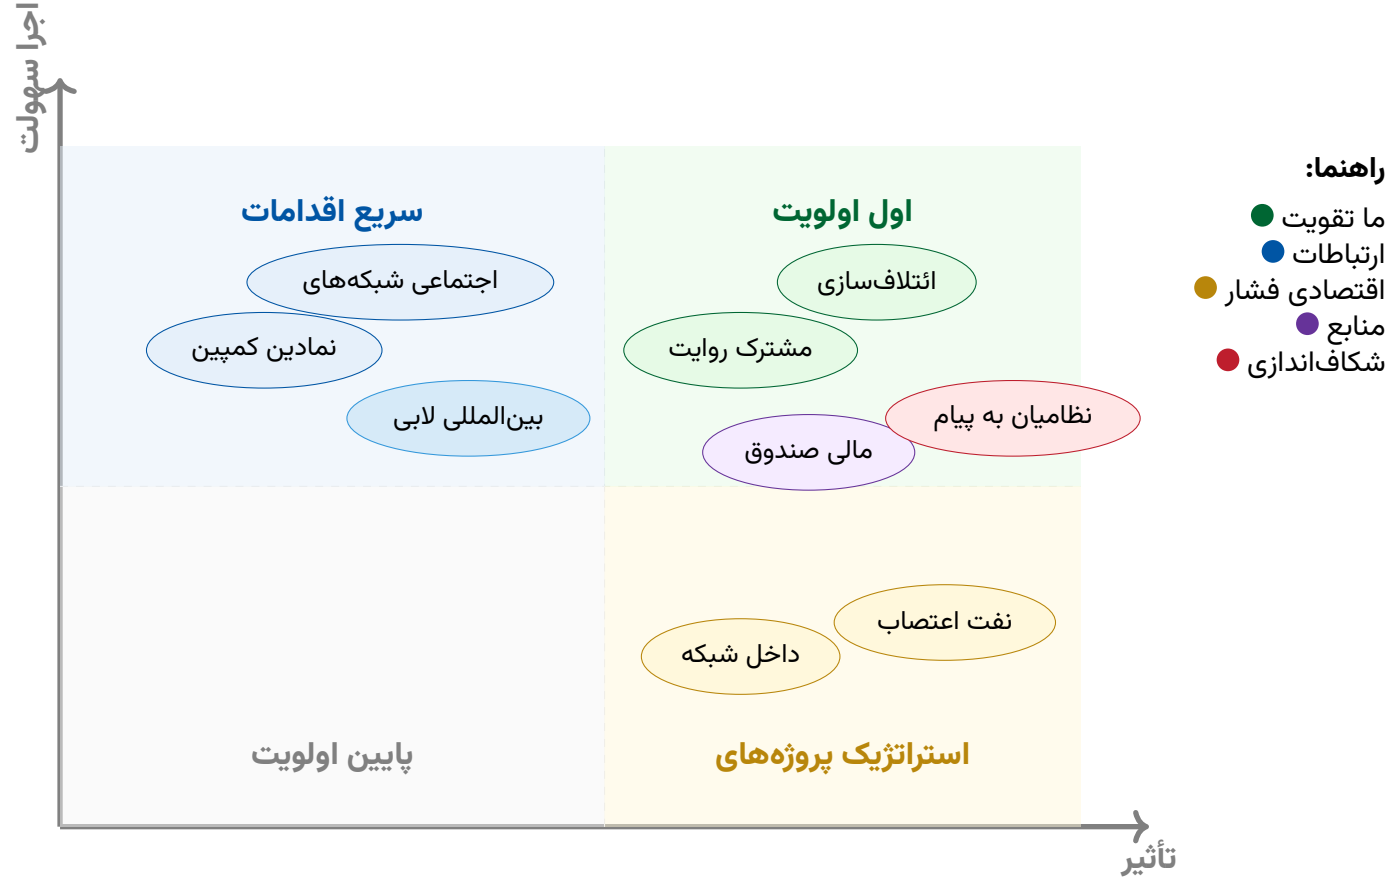 اجرا سهولت
راهنما:
ما تقویت
ارتباطات
اقتصادی فشار
منابع
شکاف‌اندازی
اول اولویت
سریع اقدامات
ائتلاف‌سازی
اجتماعی شبکه‌های
مشترک روایت
نمادین کمپین
نظامیان به پیام
بین‌المللی لابی
مالی صندوق
نفت اعتصاب
داخل شبکه
استراتژیک پروژه‌های
پایین اولویت
تأثیر